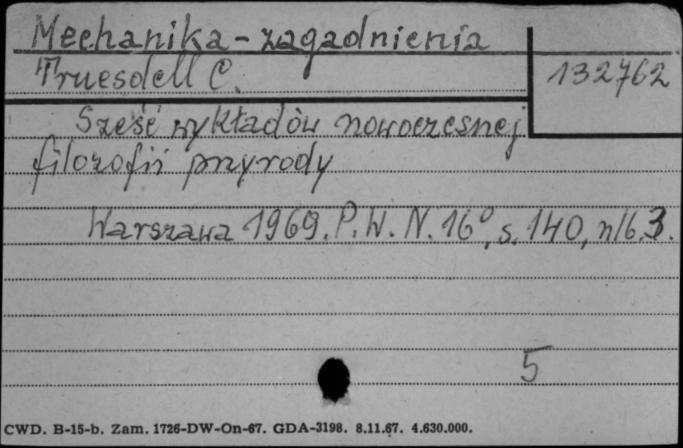 Mechanika - zagadnienia
Truesdell C.
132762
Sześć wykładów nowoczesnej
filozofii przyrody
Warszawa 1969. P.W.N. 16°, s. 140, nlb. 3.
5
CWD. B-15-b. Zam. 1726-DW-On-67. GDA-3198. 8.11.67. 4.630.000.